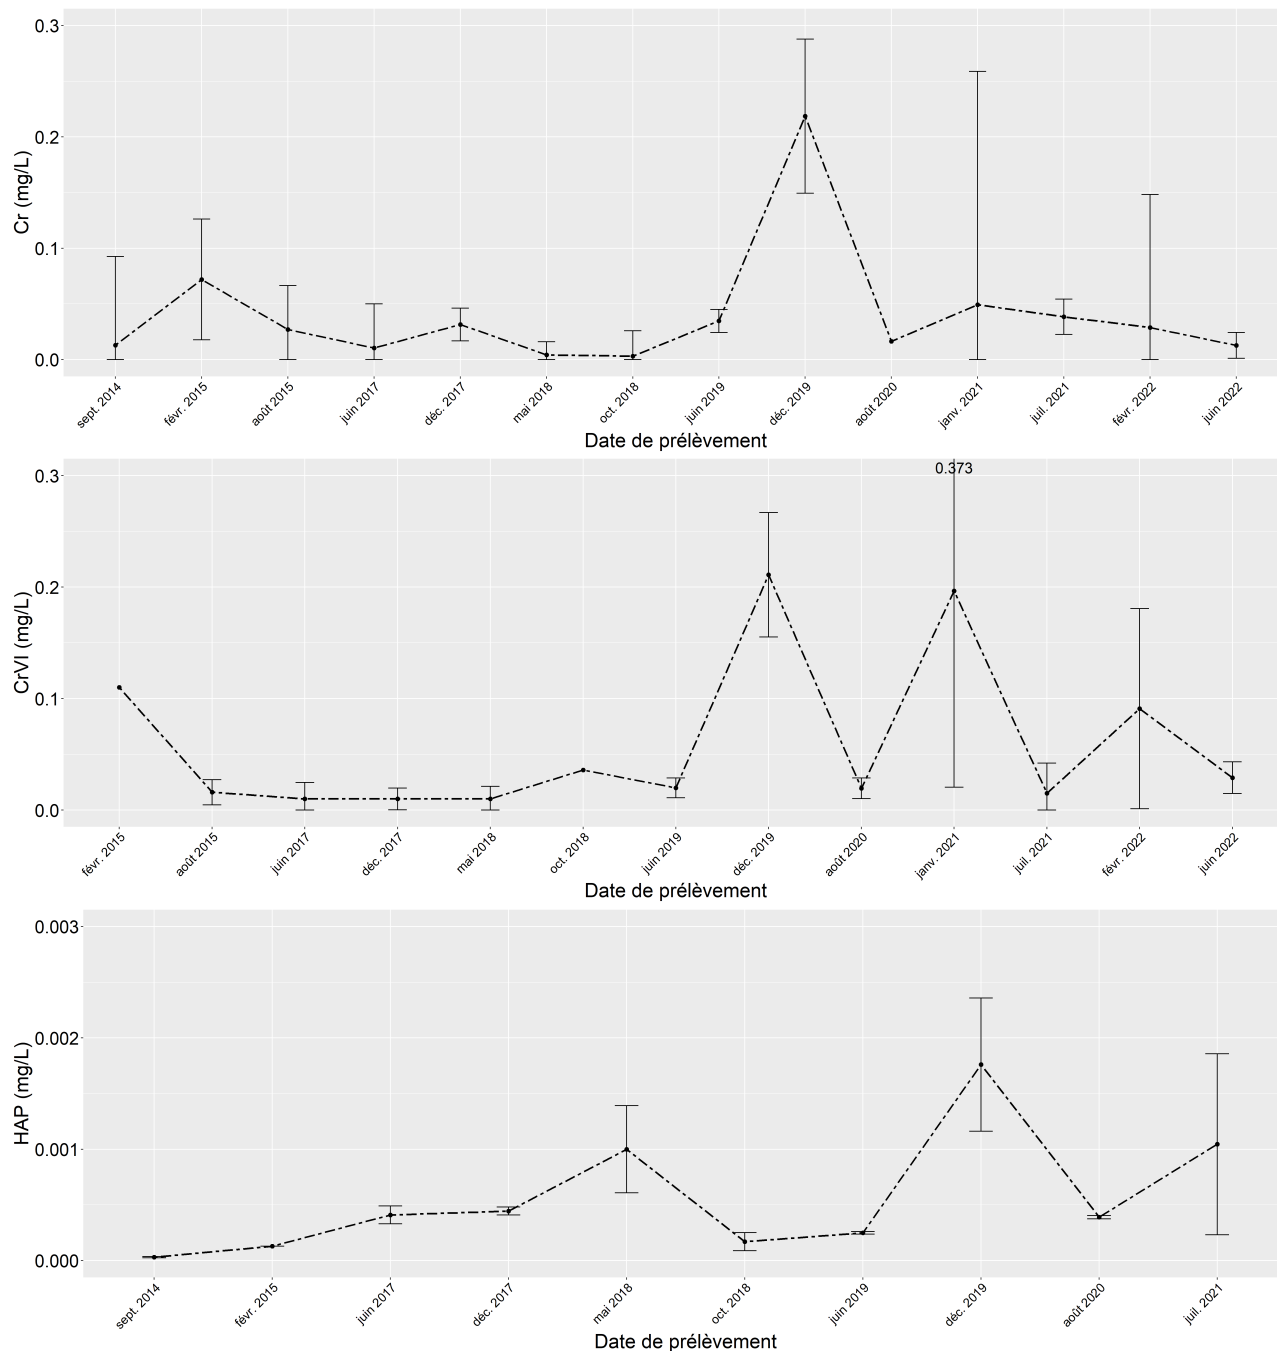 Cr (mg/L)
0.3
0.2
0.1
0.0
sept. 2014
févr. 2015
août 2015
juin 2017
déc. 2017
mai 2018
oct. 2018
juin 2019
déc. 2019
août 2020
janv. 2021
juil. 2021
févr. 2022
juin 2022
Date de prélèvement
CrVI (mg/L)
0.373
0.3
0.2
0.1
0.0
févr. 2015
août 2015
juin 2017
déc. 2017
mai 2018
oct. 2018
juin 2019
déc. 2019
août 2020
janv. 2021
juil. 2021
févr. 2022
juin 2022
Date de prélèvement
HAP (mg/L)
0.003
0.002
0.001
0.000
sept. 2014
févr. 2015
juin 2017
déc. 2017
mai 2018
oct. 2018
juin 2019
déc. 2019
août 2020
juil. 2021
Date de prélèvement